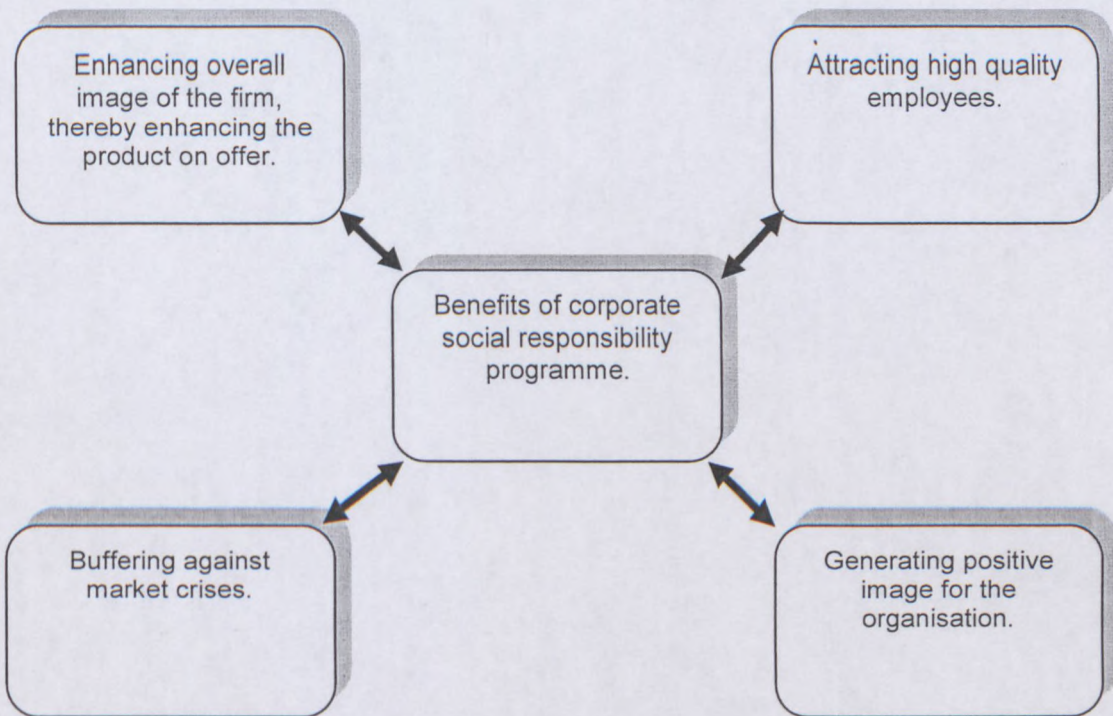 Enhancing overall
image of the firm,
thereby enhancing the
product on offer.
Attracting high quality
employees.
Benefits of corporate
social responsibility
programme.
Buffering against
market crises.
Generating positive
image for the
organisation.